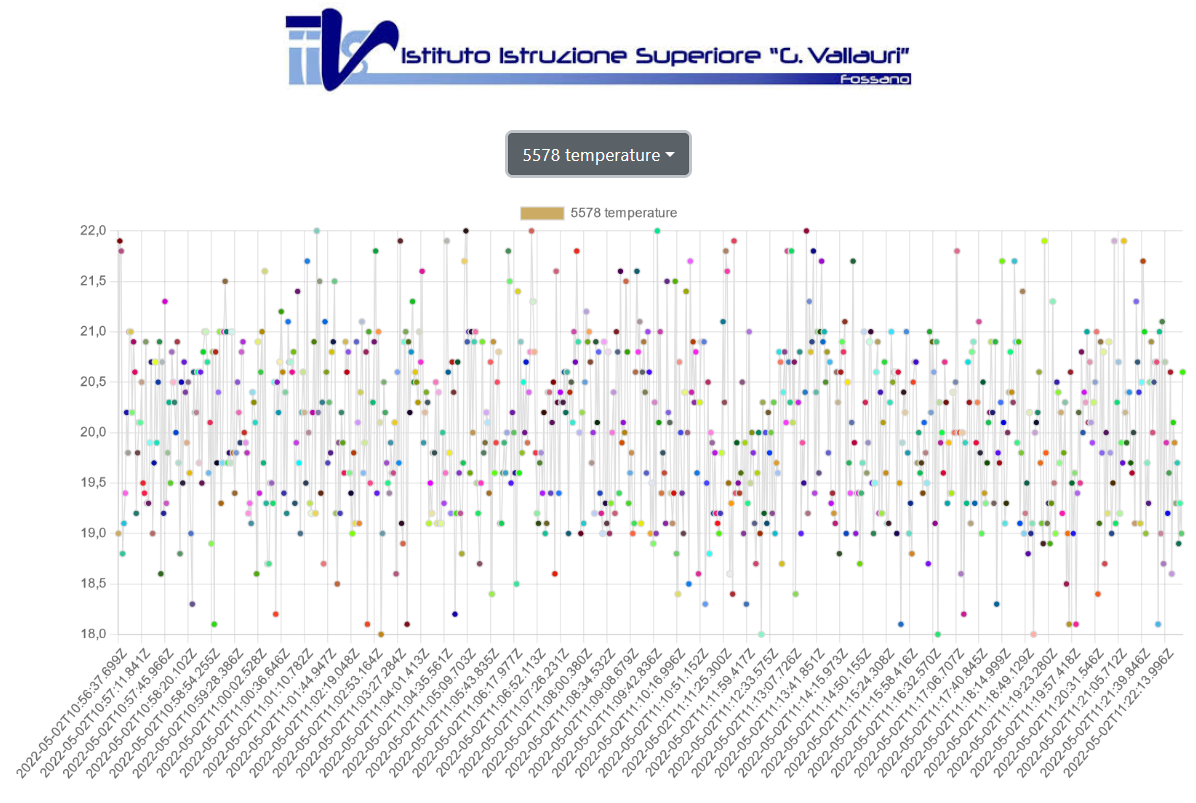 iis
V
Istituto Istruzione Superiore "G. Vallauri"
Fossano
5578 temperature
5578 temperature
22,0
21,5
21,0
20,5
20,0
19,5
19,0
18,5
18,0
2022-05-02T10:56:37.699Z
2022-05-02T10:57:11.841Z
2022-05-02T10:57:45.966Z
2022-05-02T10:58:20.102Z
2022-05-02T10:58:54.255Z
2022-05-02T10:59:28.386Z
2022-05-02T11:00:02.528Z
2022-05-02T11:00:36.646Z
2022-05-02T11:01:10.782Z
2022-05-02T11:01:44.947Z
2022-05-02T11:02:19.048Z
2022-05-02T11:02:53.164Z
2022-05-02T11:03:27.284Z
2022-05-02T11:04:01.413Z
2022-05-02T11:04:35.561Z
2022-05-02T11:05:09.703Z
2022-05-02T11:05:43.835Z
2022-05-02T11:06:17.977Z
2022-05-02T11:06:52.113Z
2022-05-02T11:07:26.231Z
2022-05-02T11:08:00.380Z
2022-05-02T11:08:34.532Z
2022-05-02T11:09:08.679Z
2022-05-02T11:09:42.836Z
2022-05-02T11:10:16.996Z
2022-05-02T11:10:51.152Z
2022-05-02T11:11:25.300Z
2022-05-02T11:11:59.417Z
2022-05-02T11:12:33.575Z
2022-05-02T11:13:07.726Z
2022-05-02T11:13:41.851Z
2022-05-02T11:14:15.973Z
2022-05-02T11:14:50.155Z
2022-05-02T11:15:24.308Z
2022-05-02T11:15:58.416Z
2022-05-02T11:16:32.570Z
2022-05-02T11:17:06.707Z
2022-05-02T11:17:40.845Z
2022-05-02T11:18:14.999Z
2022-05-02T11:18:49.129Z
2022-05-02T11:19:23.280Z
2022-05-02T11:19:57.418Z
2022-05-02T11:20:31.546Z
2022-05-02T11:21:05.712Z
2022-05-02T11:21:39.846Z
2022-05-02T11:22:13.996Z